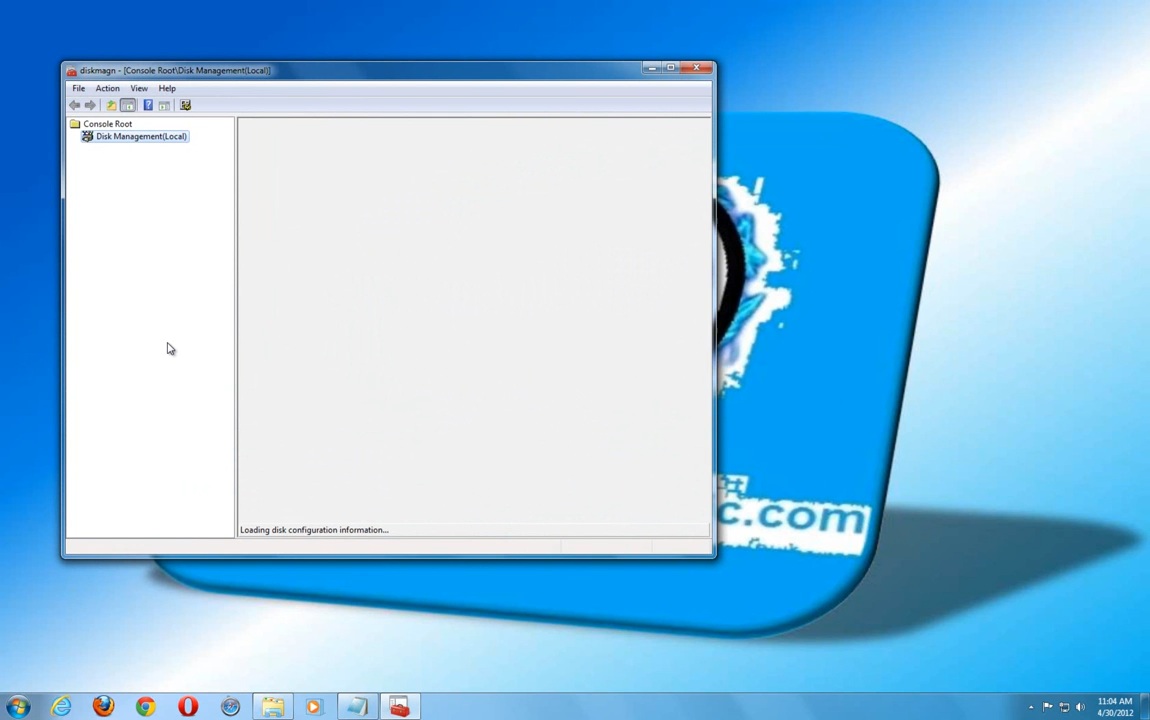 diskmagn - [Console Root\Disk Management(Local)]
File Action View Help
Console Root
Disk Management(Local)
Loading disk configuration information...
c.com
11:04 AM
4/30/2012